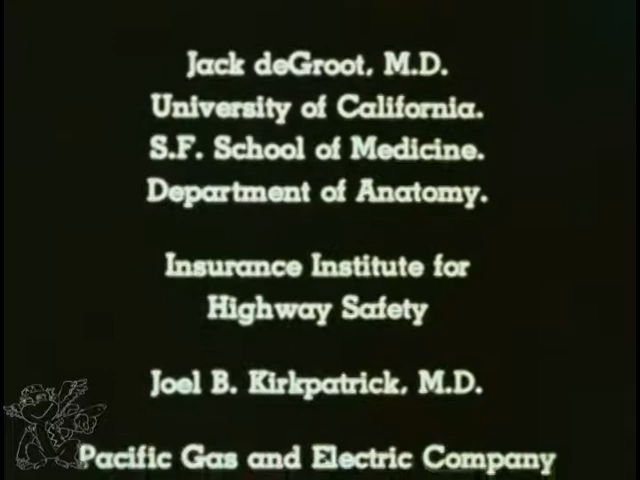 Jack deGroot, M.D.
University of California.
S.F. School of Medicine.
Department of Anatomy.
Insurance Institute for
Highway Safety
Joel B. Kirkpatrick, M.D.
Pacific Gas and Electric Company